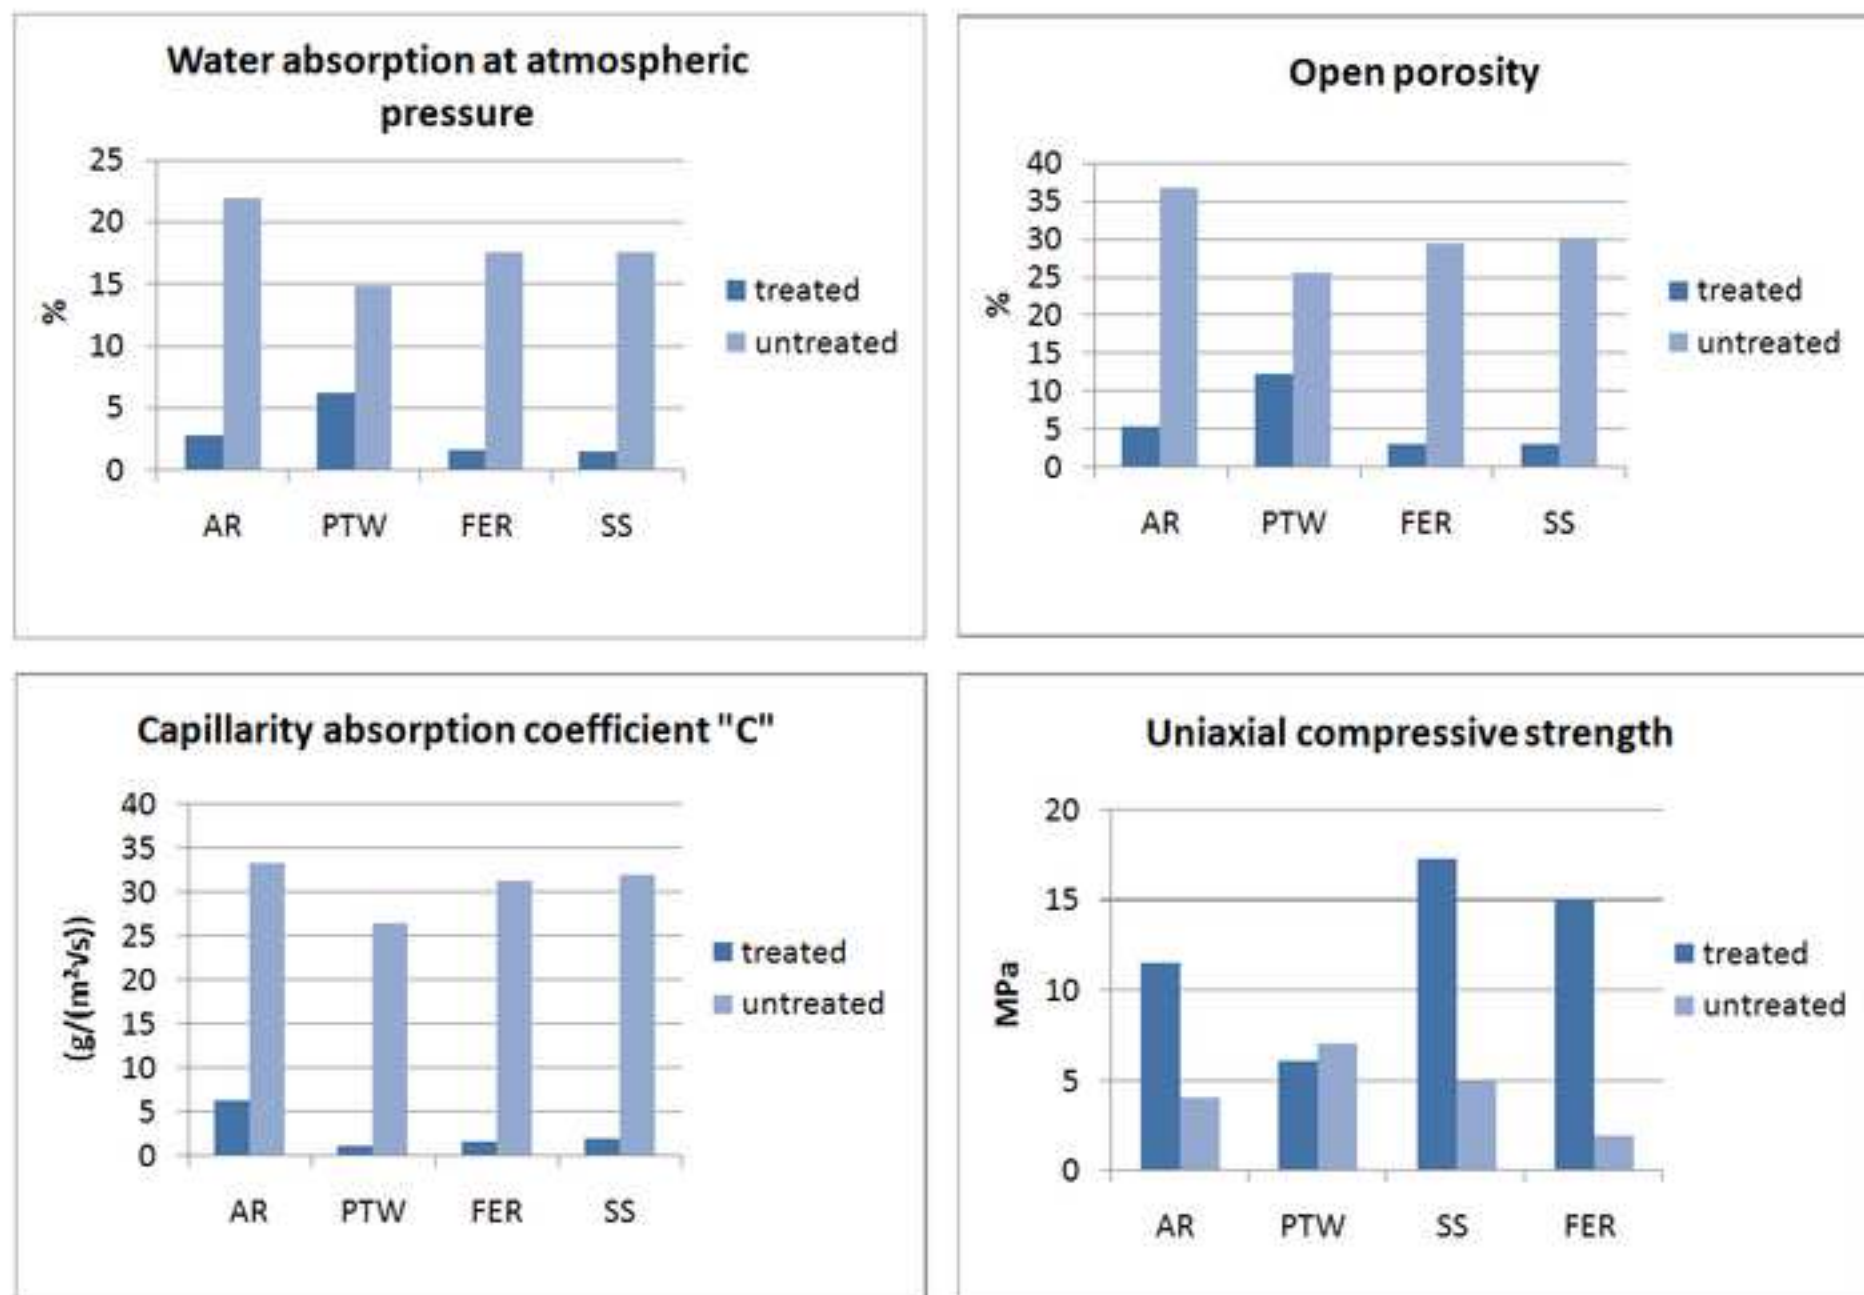 Water absorption at atmospheric
pressure
25
20
15
10
5
0
%
AR PTW FER SS
treated
untreated
Open porosity
40
35
30
25
20
15
10
5
0
%
AR PTW FER SS
treated
untreated
Capillarity absorption coefficient "C"
40
35
30
25
20
15
10
5
0
(g/(m²√s))
AR PTW FER SS
treated
untreated
Uniaxial compressive strength
20
15
10
5
0
MPa
AR PTW SS FER
treated
untreated